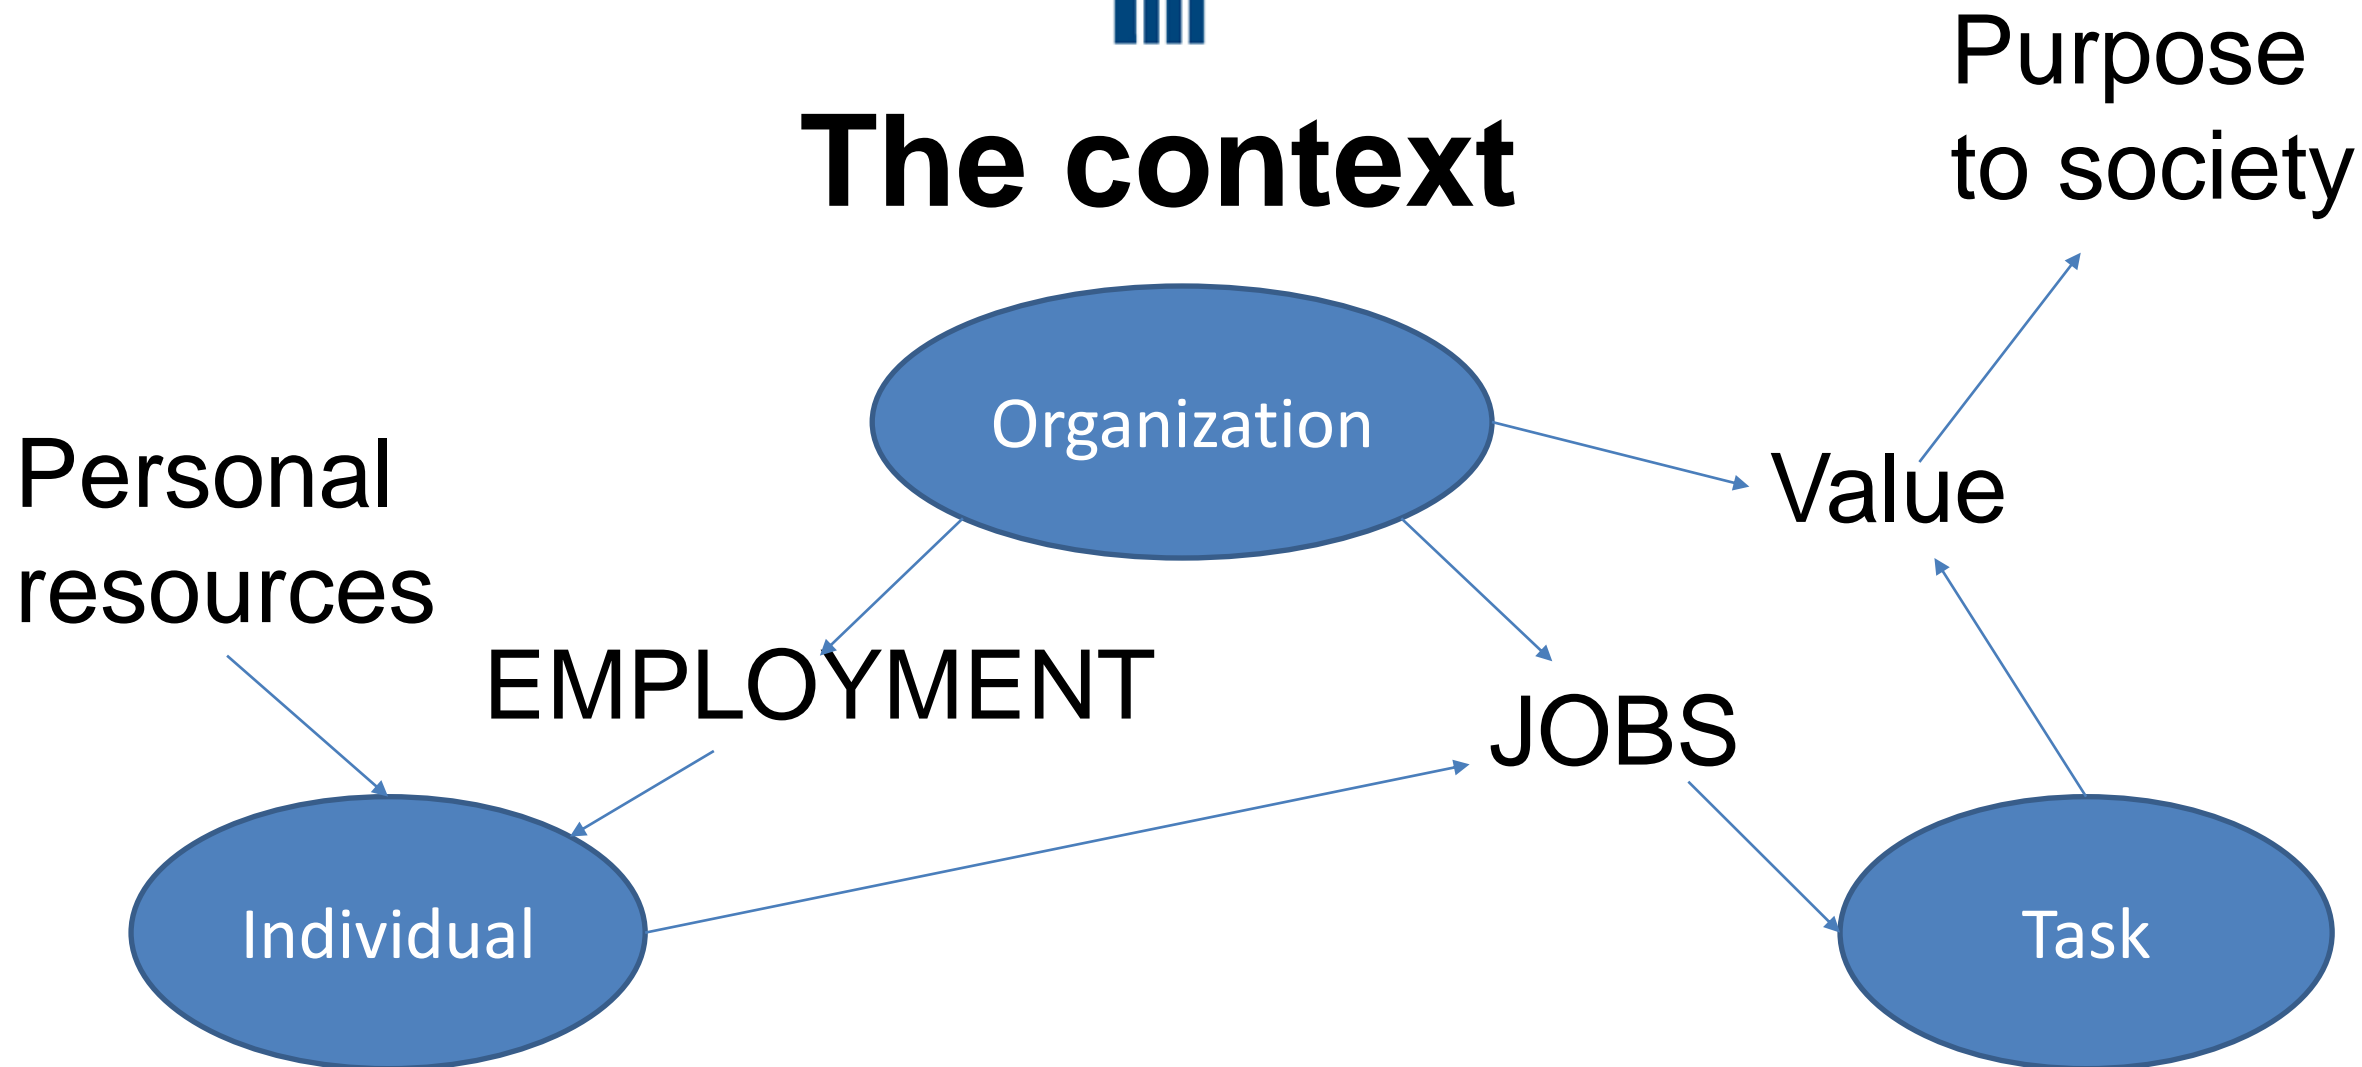 Purpose
to society
The context
Organization
Personal
resources
Value
EMPLOYMENT
JOBS
Individual
Task